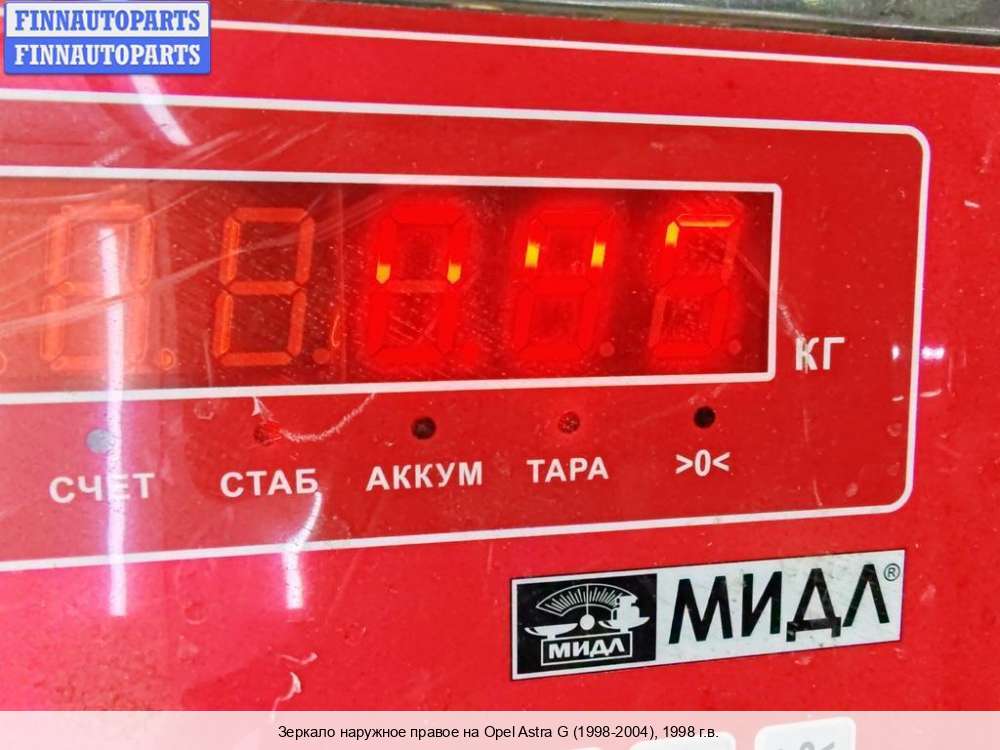 FINNAUTOPARTS
FINNAUTOPARTS
КГ
СЧЕТ СТАБ АККУМ ТАРА >0<
МИДЛ МИДЛ®
Зеркало наружное правое на Opel Astra G (1998-2004), 1998 г.в.